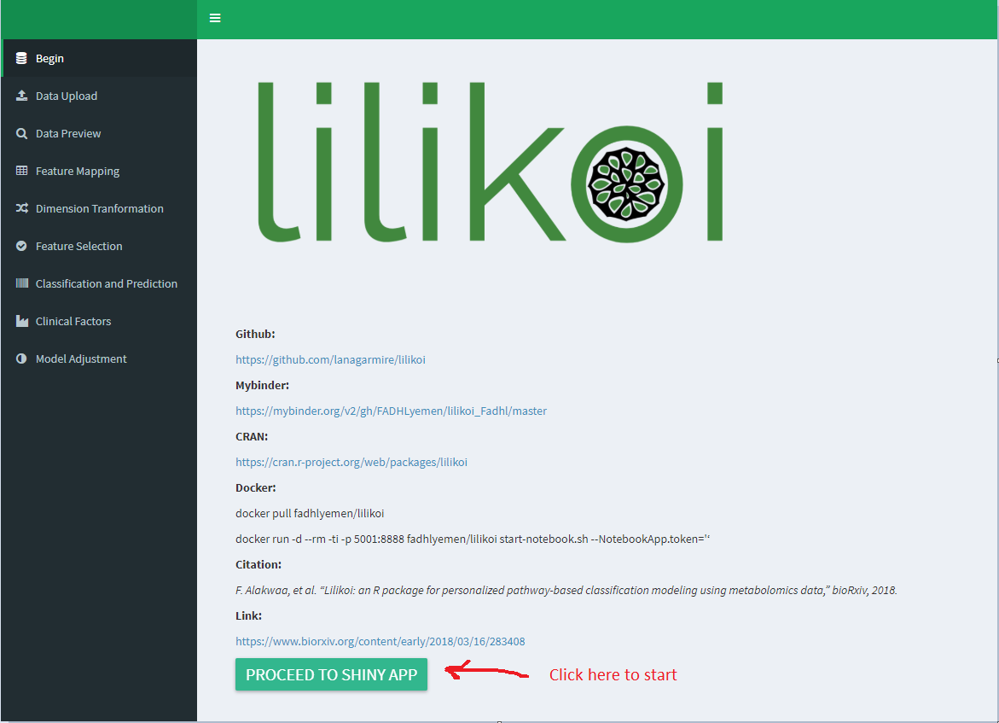 Begin
Data Upload
Data Preview
Feature Mapping
Dimension Tranformation
Feature Selection
Classification and Prediction
Clinical Factors
Model Adjustment
lilikoi
Github:
https://github.com/lanagarmire/lilikoi
Mybinder:
https://mybinder.org/v2/gh/FADHLyemen/lilikoi_Fadhl/master
CRAN:
https://cran.r-project.org/web/packages/lilikoi
Docker:
docker pull fadhlyemen/lilikoi
docker run -d --rm -ti -p 5001:8888 fadhlyemen/lilikoi start-notebook.sh --NotebookApp.token='‘
Citation:
F. Alakwaa, et al. “Lilikoi: an R package for personalized pathway-based classification modeling using metabolomics data,” bioRxiv, 2018.
Link:
https://www.biorxiv.org/content/early/2018/03/16/283408
PROCEED TO SHINY APP
Click here to start